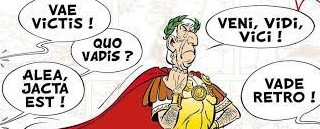 VAE
VICTIS !
QUO
VADIS ?
ALEA,
JACTA
EST !
VENI, VIDI,
VICI !
VADE
RETRO !